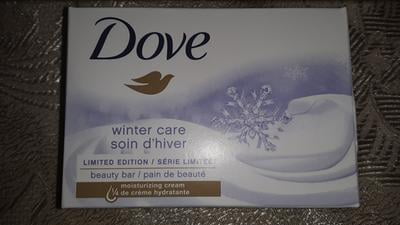 Dove
winter care
soin d'hiver
LIMITED EDITION / SÉRIE LIMITÉE
beauty bar / pain de beauté
¼ moisturizing cream
de crème hydratante